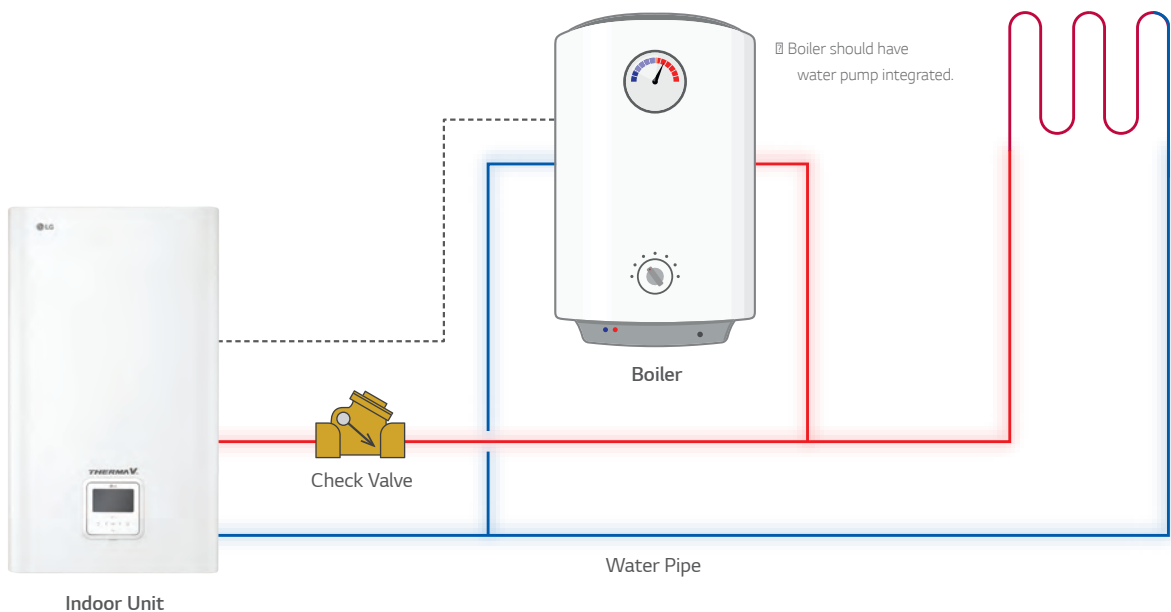 Boiler should have
water pump integrated.
LG
Boiler
THERMA V.
Check Valve
Water Pipe
Indoor Unit